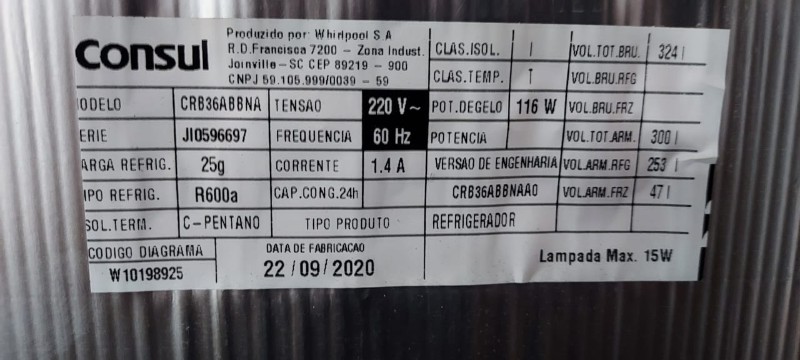 Consul
Produzido por: Whirlpool S A
R.D.Francisca 7200 - Zona Indust.
Joinville-SC CEP 89219 - 900
CNPJ 59.105.999/0039 - 59
CLAS.ISOL. I VOL.TOT.BRU. 324 l
CLAS.TEMP. T VOL.BRU.RFG
ODELO CRB36ABBNA TENSAO 220 V~ POT.DEGELO 116 W VOL.BRU.FRZ
ERIE JI0596697 FREQUENCIA 60 Hz POTENCIA VOL.TOT.ARM. 300 l
ARGA REFRIG. 25g CORRENTE 1.4 A VERSAO DE ENGENHARIA VOL.ARM.RFG 253 l
IPO REFRIG. R600a CAP.CONG.24h CRB36ABBNAA0 VOL.ARM.FRZ 47 l
SOL.TERM. C-PENTANO TIPO PRODUTO REFRIGERADOR
CODIGO DIAGRAMA DATA DE FABRICACAO
W10198925 22/09/2020 Lampada Max. 15W